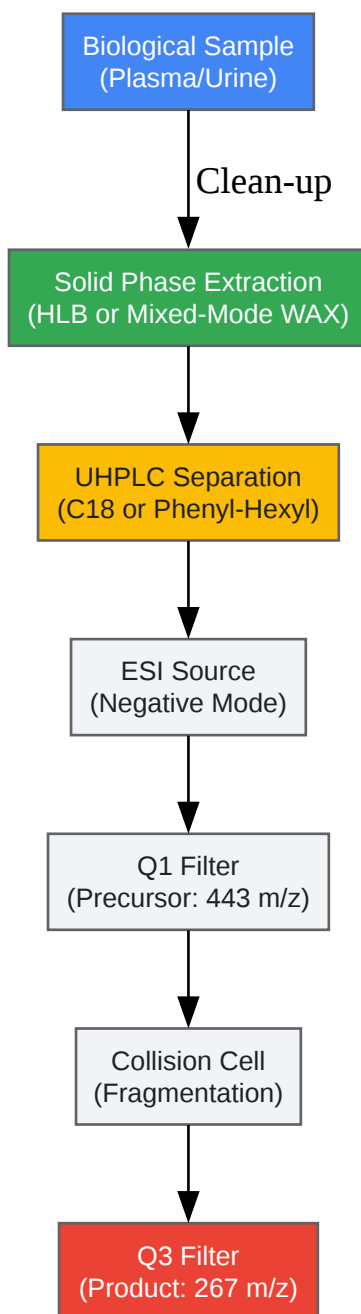 Biological Sample
(Plasma/Urine)
Clean-up
Solid Phase Extraction
(HLB or Mixed-Mode WAX)
UHPLC Separation
(C18 or Phenyl-Hexyl)
ESI Source
(Negative Mode)
Q1 Filter
(Precursor: 443 m/z)
Collision Cell
(Fragmentation)
Q3 Filter
(Product: 267 m/z)